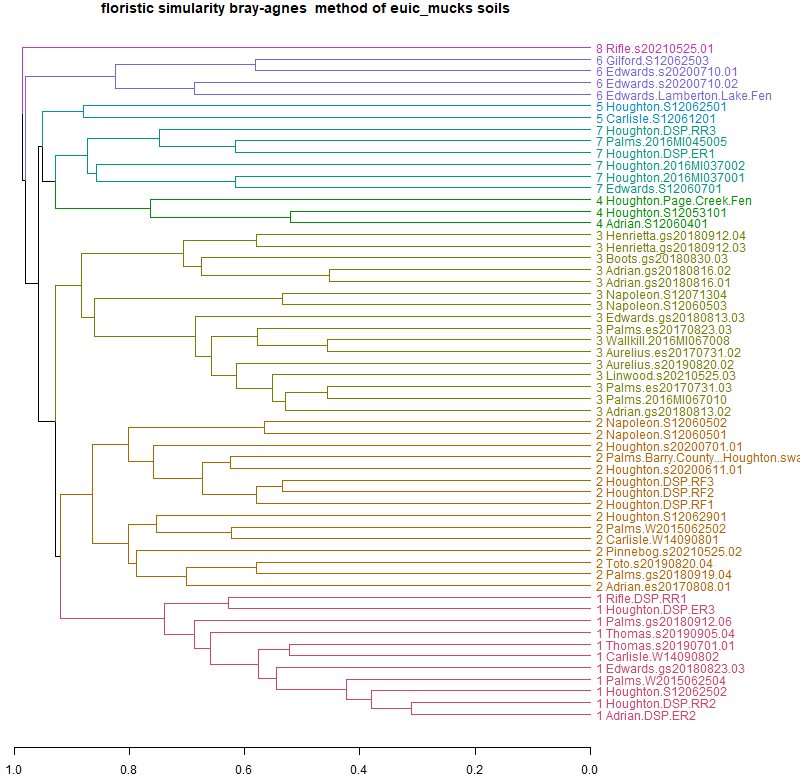 floristic simularity bray-agnes method of euic_mucks soils
8 Rifle.s20210525.01
6 Gilford.S12062503
6 Edwards.s20200710.01
6 Edwards.s20200710.02
6 Edwards.Lamberton.Lake.Fen
5 Houghton.S12062501
5 Carlisle.S12061201
7 Houghton.DSP.RR3
7 Palms.2016MI045005
7 Houghton.DSP.ER1
7 Houghton.2016MI037002
7 Houghton.2016MI037001
7 Edwards.S12060701
4 Houghton.Page.Creek.Fen
4 Houghton.S12053101
4 Adrian.S12060401
3 Henrietta.gs20180912.04
3 Henrietta.gs20180912.03
3 Boots.gs20180830.03
3 Adrian.gs20180816.02
3 Adrian.gs20180816.01
3 Napoleon.S12071304
3 Napoleon.S12060503
3 Edwards.gs20180813.03
3 Palms.es20170823.03
3 Wallkill.2016MI067008
3 Aurelius.es20170731.02
3 Aurelius.s20190820.02
3 Linwood.s20210525.03
3 Palms.es20170731.03
3 Palms.2016MI067010
3 Adrian.gs20180813.02
2 Napoleon.S12060502
2 Napoleon.S12060501
2 Houghton.s20200701.01
2 Palms.Barry.County...Houghton.swa
2 Houghton.s20200611.01
2 Houghton.DSP.RF3
2 Houghton.DSP.RF2
2 Houghton.DSP.RF1
2 Houghton.S12062901
2 Palms.W2015062502
2 Carlisle.W14090801
2 Pinnebog.s20210525.02
2 Toto.s20190820.04
2 Palms.gs20180919.04
2 Adrian.es20170808.01
1 Rifle.DSP.RR1
1 Houghton.DSP.ER3
1 Palms.gs20180912.06
1 Thomas.s20190905.04
1 Thomas.s20190701.01
1 Carlisle.W14090802
1 Edwards.gs20180823.03
1 Palms.W2015062504
1 Houghton.S12062502
1 Houghton.DSP.RR2
1 Adrian.DSP.ER2
1.0 0.8 0.6 0.4 0.2 0.0